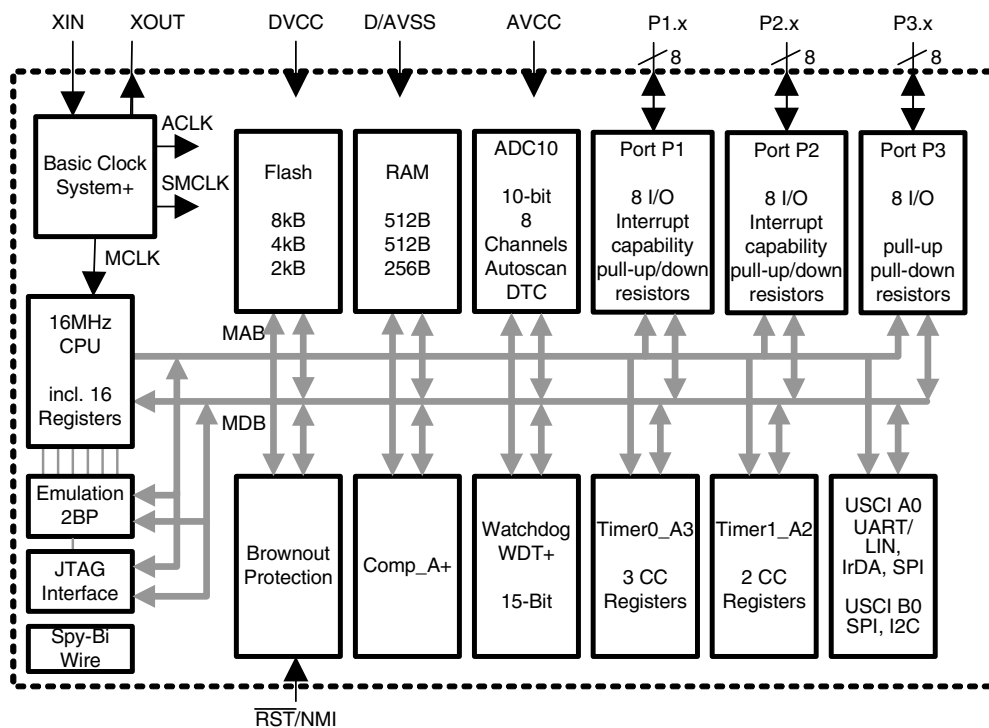 XIN XOUT DVCC D/AVSS AVCC P1.x P2.x P3.x
8 8 8
Basic Clock
System+
ACLK
SMCLK
MCLK
Flash
8kB
4kB
2kB
RAM
512B
512B
256B
ADC10
10-bit
8
Channels
Autoscan
DTC
Port P1
8 I/O
Interrupt
capability
pull-up/down
resistors
Port P2
8 I/O
Interrupt
capability
pull-up/down
resistors
Port P3
8 I/O
pull-up
pull-down
resistors
16MHz
CPU
incl. 16
Registers
MAB
MDB
Emulation
2BP
JTAG
Interface
Spy-Bi
Wire
Brownout
Protection
Comp_A+
Watchdog
WDT+
15-Bit
Timer0_A3
3 CC
Registers
Timer1_A2
2 CC
Registers
USCI A0
UART/
LIN,
IrDA, SPI
USCI B0
SPI, I2C
RST/NMI